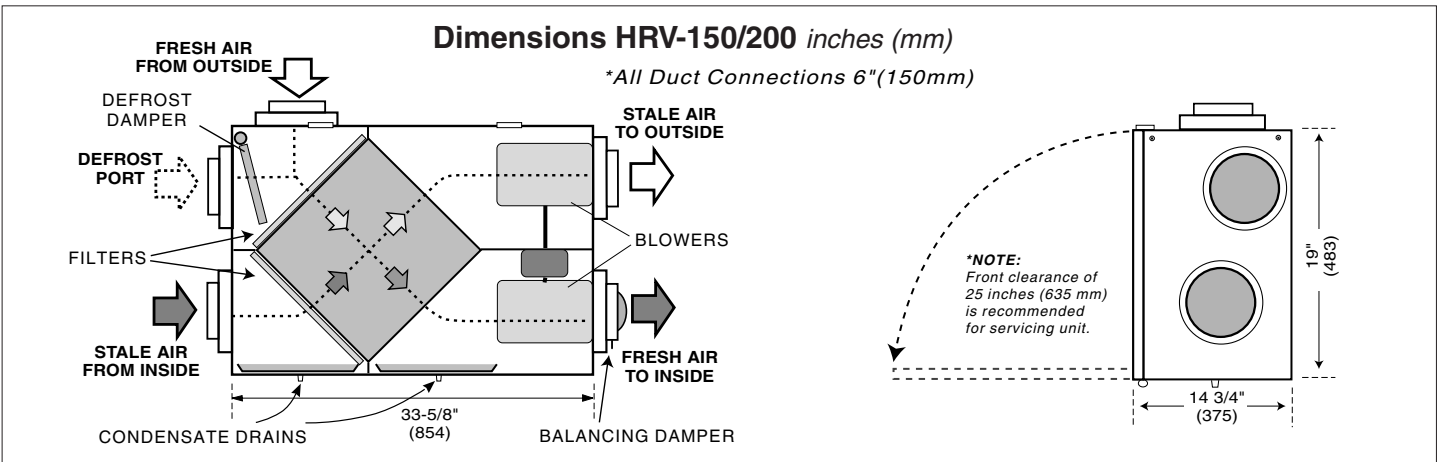 Dimensions HRV-150/200 inches (mm)
*All Duct Connections 6"(150mm)
FRESH AIR
FROM OUTSIDE
DEFROST
DAMPER
DEFROST
PORT
FILTERS
STALE AIR
FROM INSIDE
CONDENSATE DRAINS
33-5/8"
(854)
STALE AIR
TO OUTSIDE
BLOWERS
FRESH AIR
TO INSIDE
BALANCING DAMPER
*NOTE:
Front clearance of
25 inches (635 mm)
is recommended
for servicing unit.
19"
(483)
14 3/4"
(375)